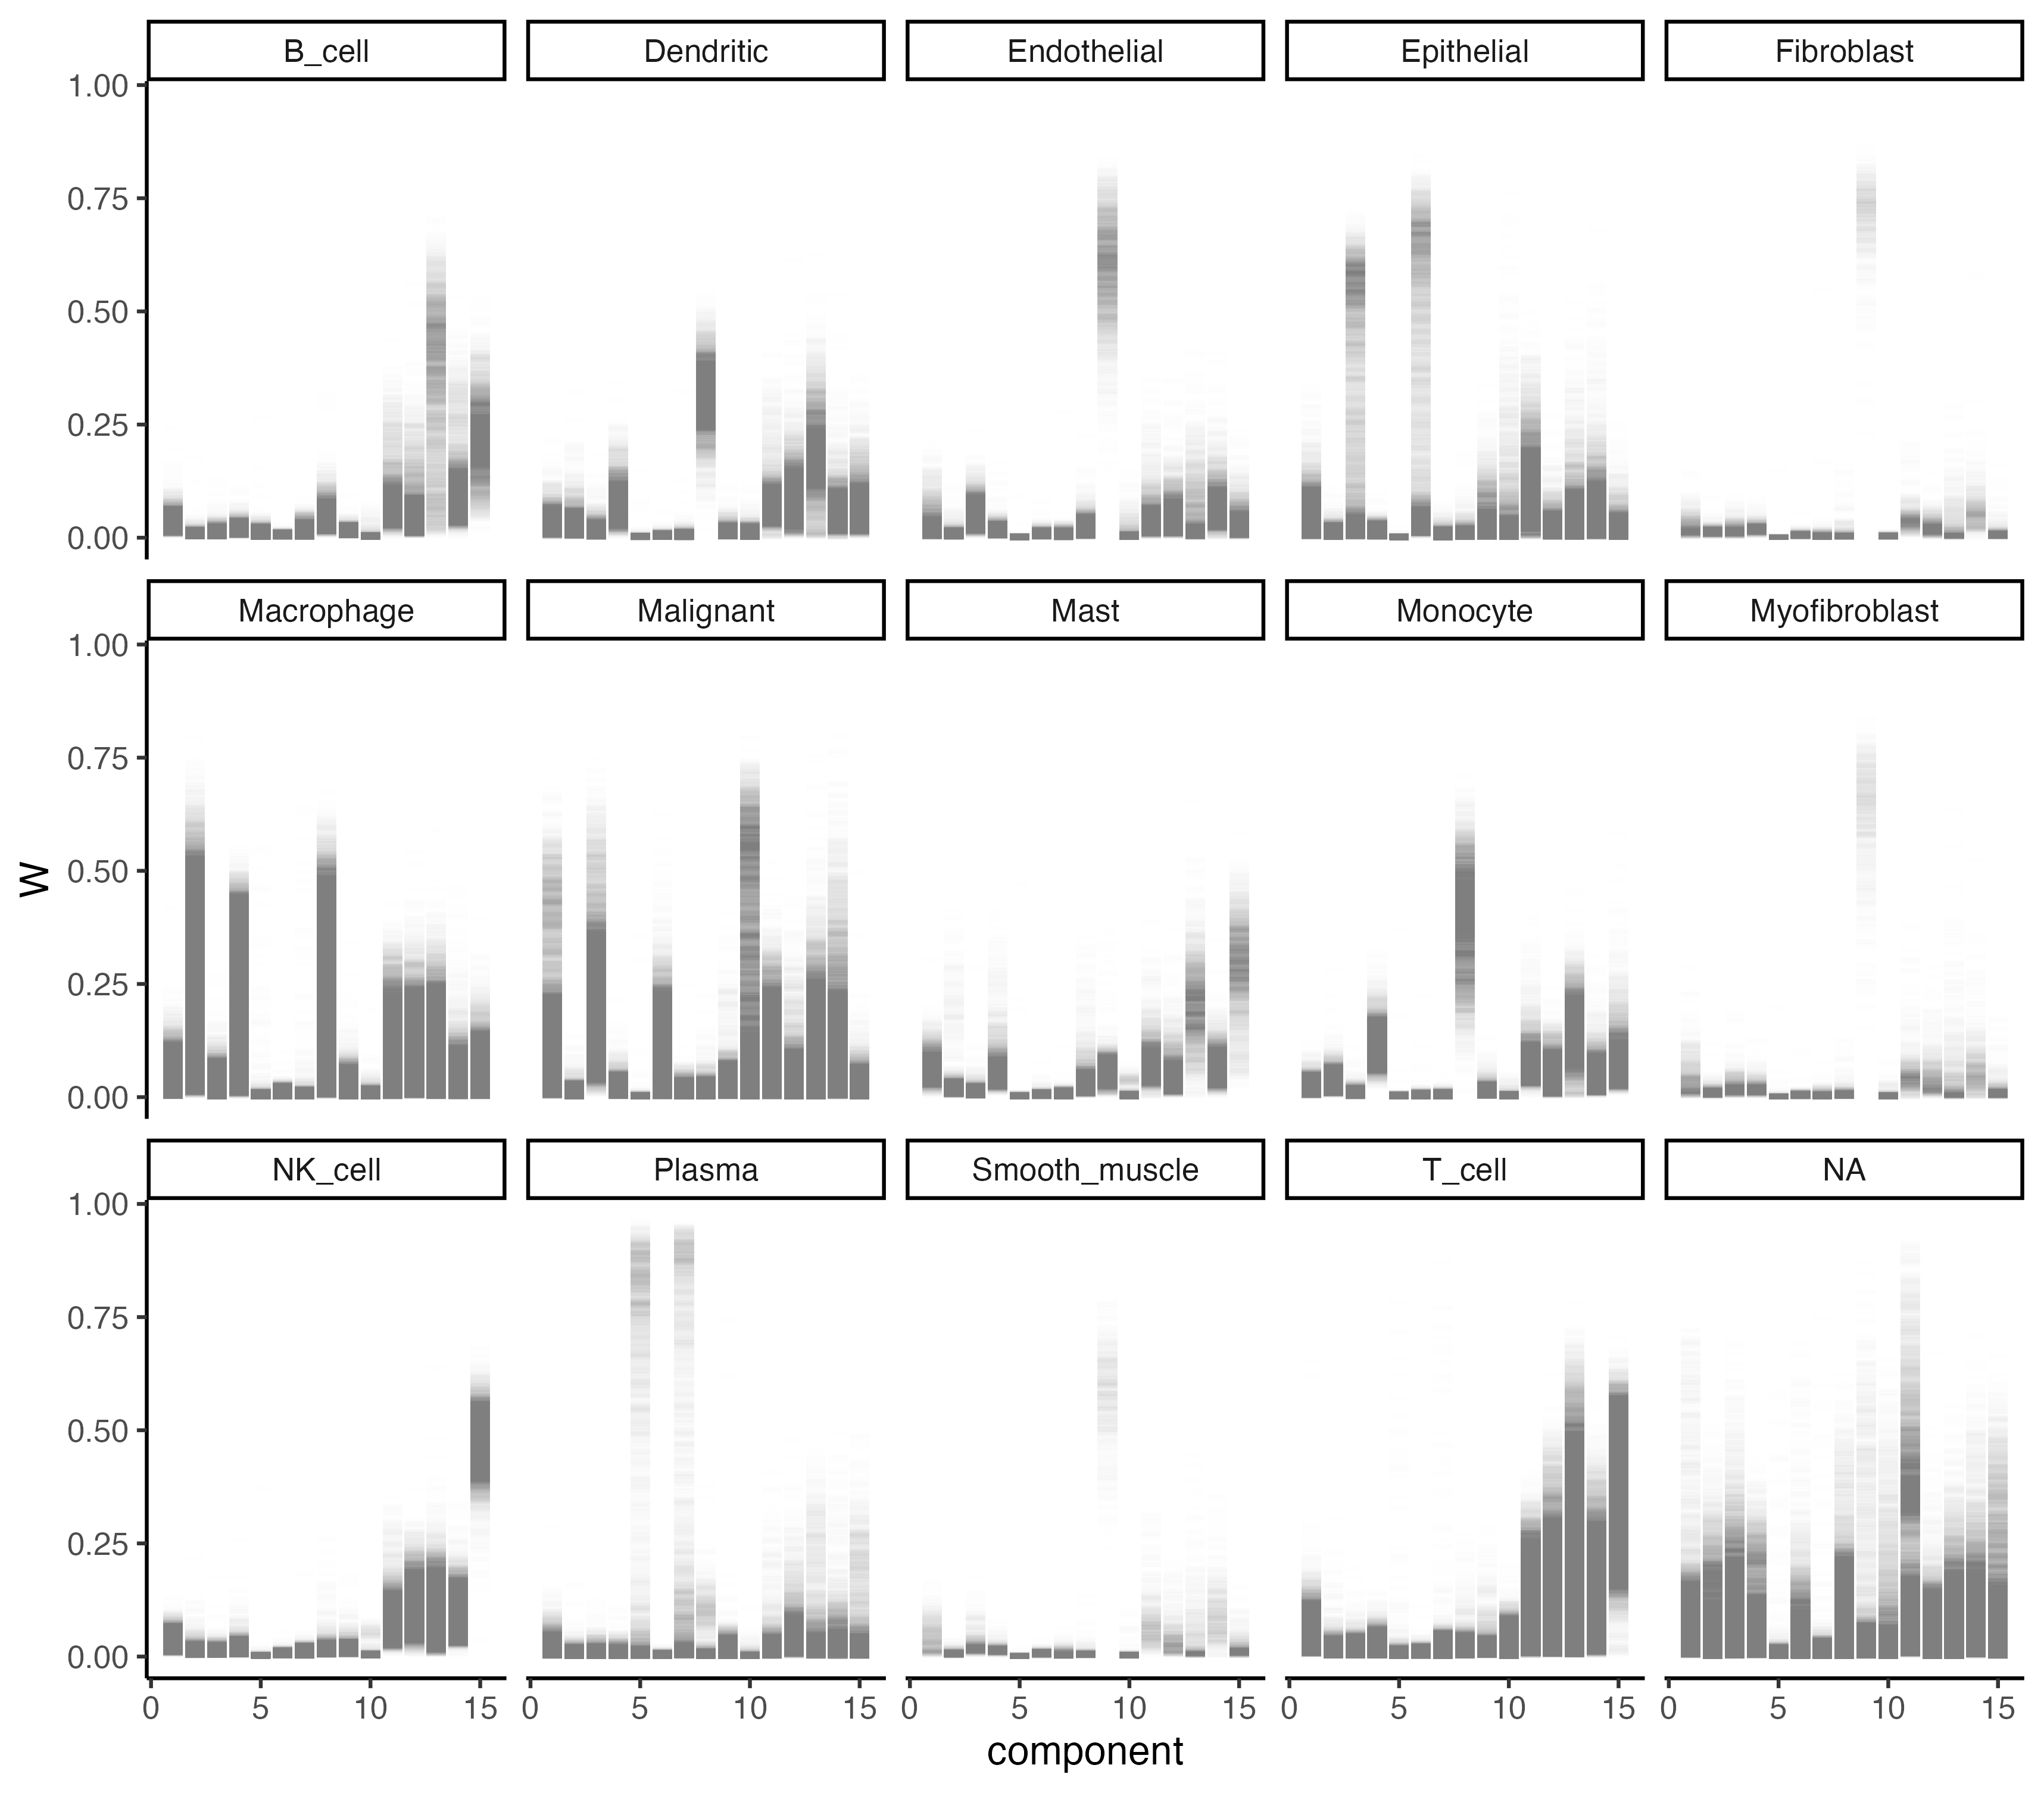 B_cell Dendritic Endothelial Epithelial Fibroblast
1.00
0.75
0.50
0.25
0.00
Macrophage Malignant Mast Monocyte Myofibroblast
1.00
0.75
0.50
0.25
0.00
W
NK_cell Plasma Smooth_muscle T_cell NA
1.00
0.75
0.50
0.25
0.00
0 5 10 15 0 5 10 15 0 5 10 15 0 5 10 15 0 5 10 15
component